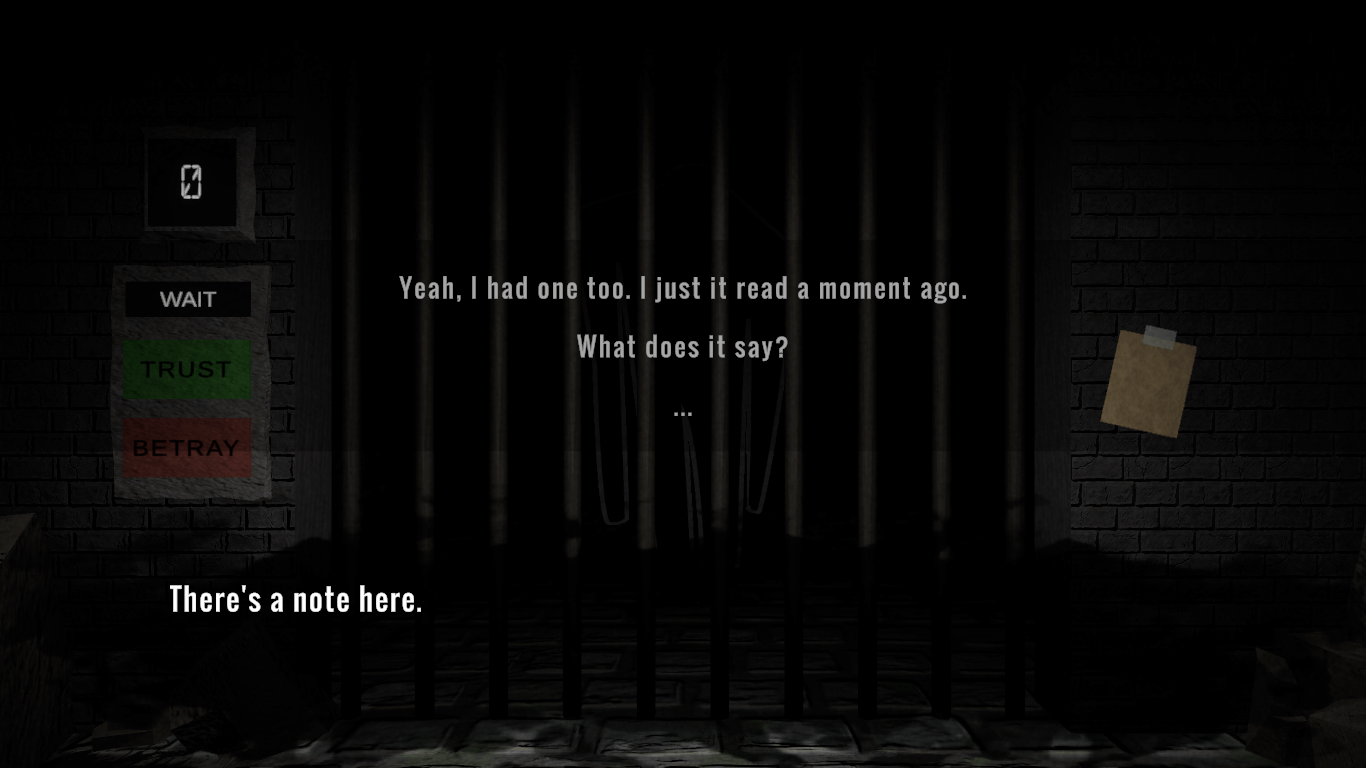 0
WAIT
TRUST
BETRAY
Yeah, I had one too. I just it read a moment ago.
What does it say?
...
There's a note here.